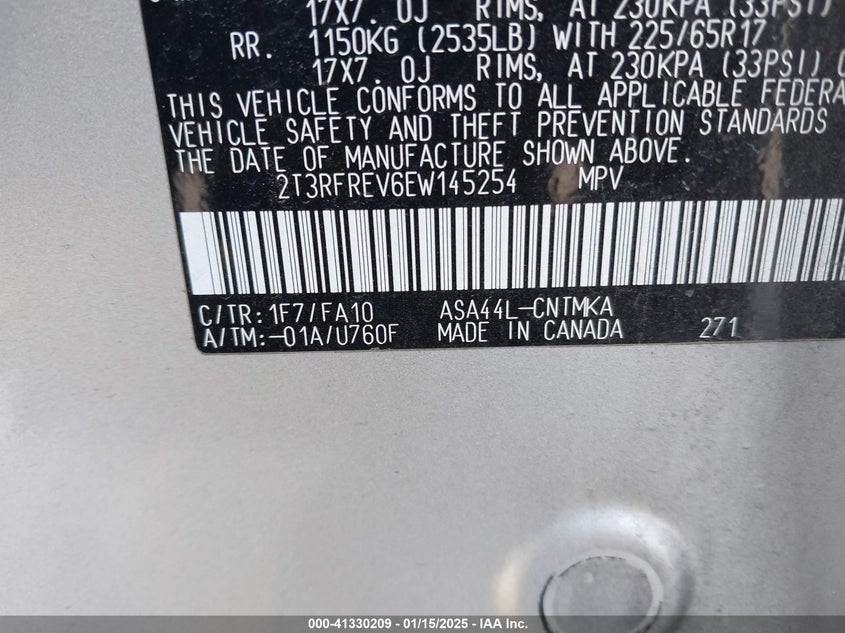 17X7.0J RIMS, AT 230KPA (33PSI)
RR. 1150KG (2535LB) WITH 225/65R17
17X7.0J RIMS, AT 230KPA (33PSI)
THIS VEHICLE CONFORMS TO ALL APPLICABLE FEDERA
VEHICLE SAFETY AND THEFT PREVENTION STANDARDS
THE DATE OF MANUFACTURE SHOWN ABOVE.
2T3RFREV6EW145254 MPV
C/TR: 1F7/FA10 ASA44L-CNTMKA
A/TM:-01A/U760F MADE IN CANADA 271
000-41330209 - 01/15/2025 - IAA Inc.